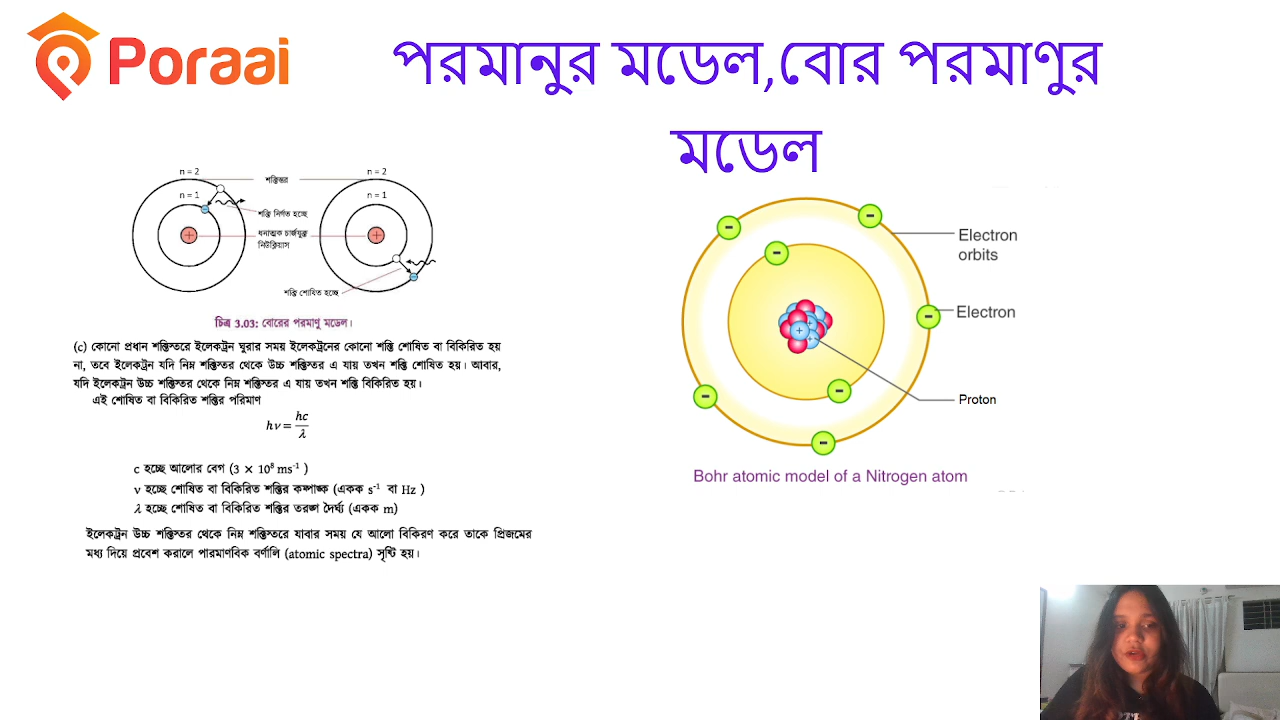 Poraai
পরমানুর মডেল,বোর পরমাণুর
মডেল
n = 2
শক্তিস্তর
n = 2
n = 1
n = 1
শক্তি নির্গত হচ্ছে
ধনাত্মক চার্জযুক্ত
নিউক্লিয়াস
শক্তি শোষিত হচ্ছে
চিত্র 3.03: বোরের পরমাণু মডেল।
(c) কোনো প্রধান শক্তিস্তরে ইলেকট্রন ঘুরার সময় ইলেকট্রনের কোনো শক্তি শোষিত বা বিকিরিত হয়
না, তবে ইলেকট্রন যদি নিম্ন শক্তিস্তর থেকে উচ্চ শক্তিস্তর এ যায় তখন শক্তি শোষিত হয়। আবার,
যদি ইলেকট্রন উচ্চ শক্তিস্তর থেকে নিম্ন শক্তিস্তর এ যায় তখন শক্তি বিকিরিত হয়।
এই শোষিত বা বিকিরিত শক্তির পরিমাণ
hν = hc/λ
c হচ্ছে আলোর বেগ (3 × 10⁸ ms⁻¹ )
ν হচ্ছে শোষিত বা বিকিরিত শক্তির কম্পাঙ্ক (একক s⁻¹ বা Hz )
λ হচ্ছে শোষিত বা বিকিরিত শক্তির তরঙ্গ দৈর্ঘ্য (একক m)
ইলেকট্রন উচ্চ শক্তিস্তর থেকে নিম্ন শক্তিস্তরে যাবার সময় যে আলো বিকিরণ করে তাকে প্রিজমের
মধ্য দিয়ে প্রবেশ করালে পারমাণবিক বর্ণালি (atomic spectra) সৃষ্টি হয়।
Electron
orbits
Electron
Proton
Bohr atomic model of a Nitrogen atom